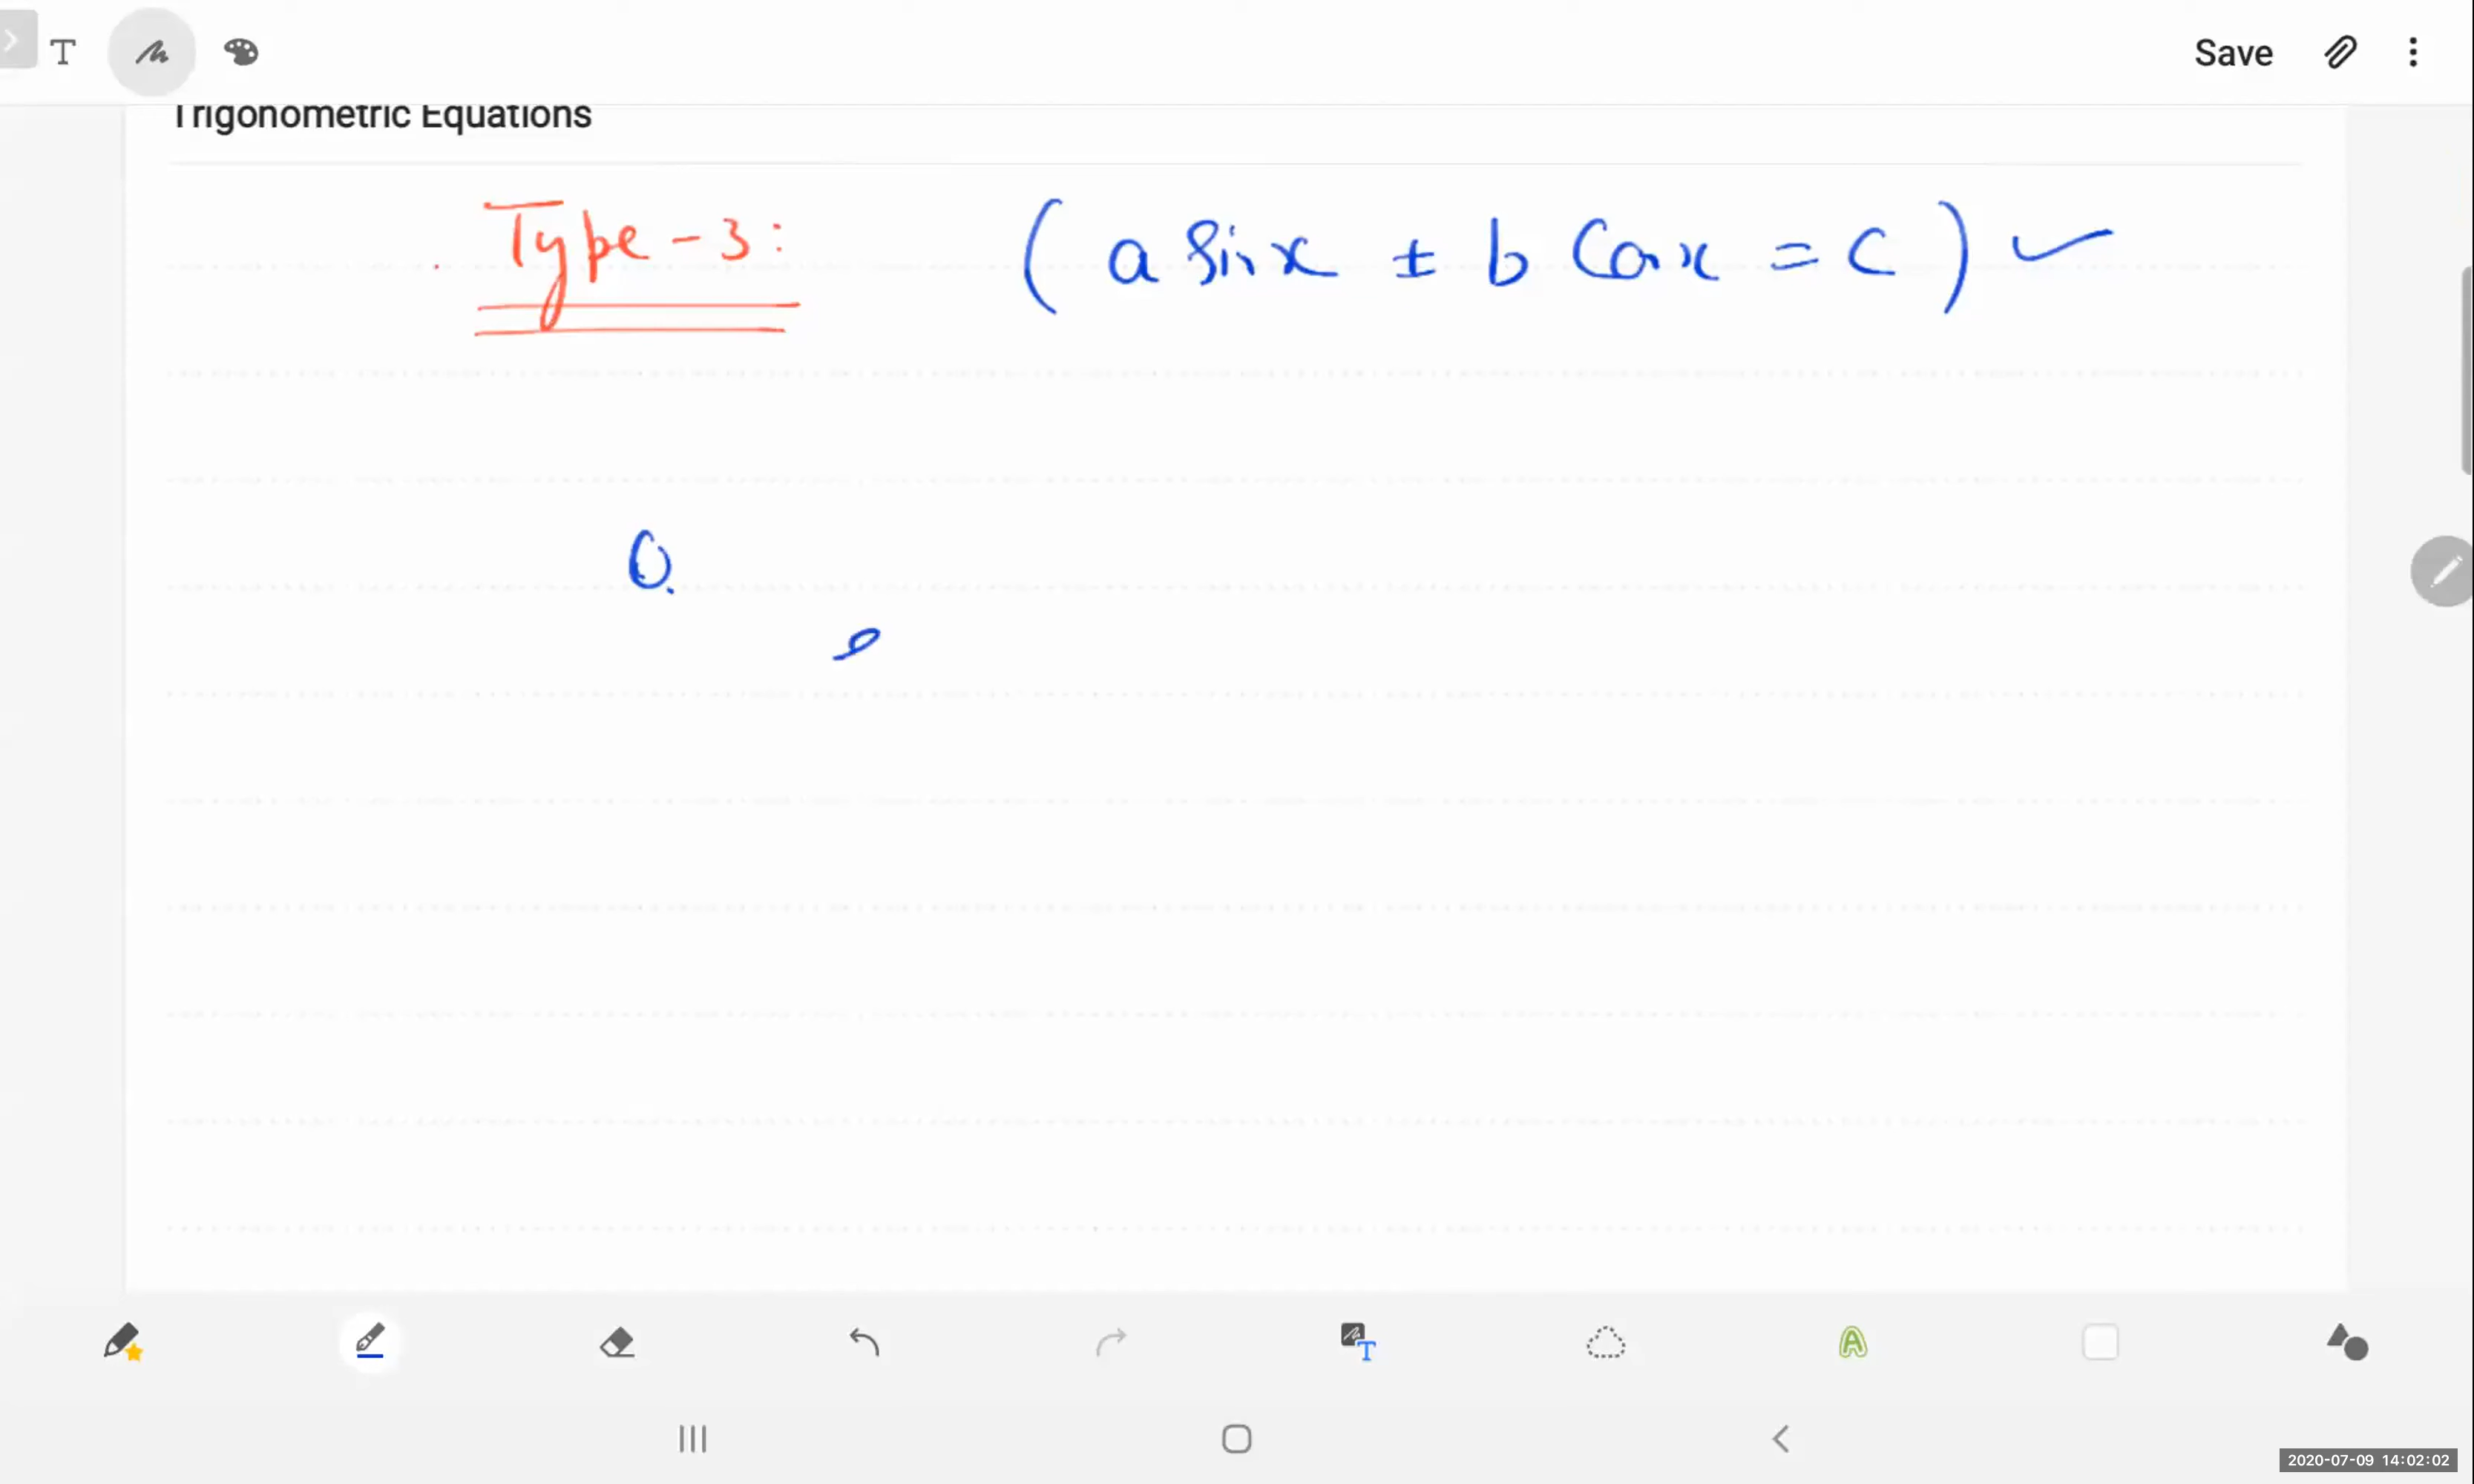 T
Save
Trigonometric Equations
Type-3: (a Sin x ± b Cos x = c)
Q.
2020-07-09 14:02:02